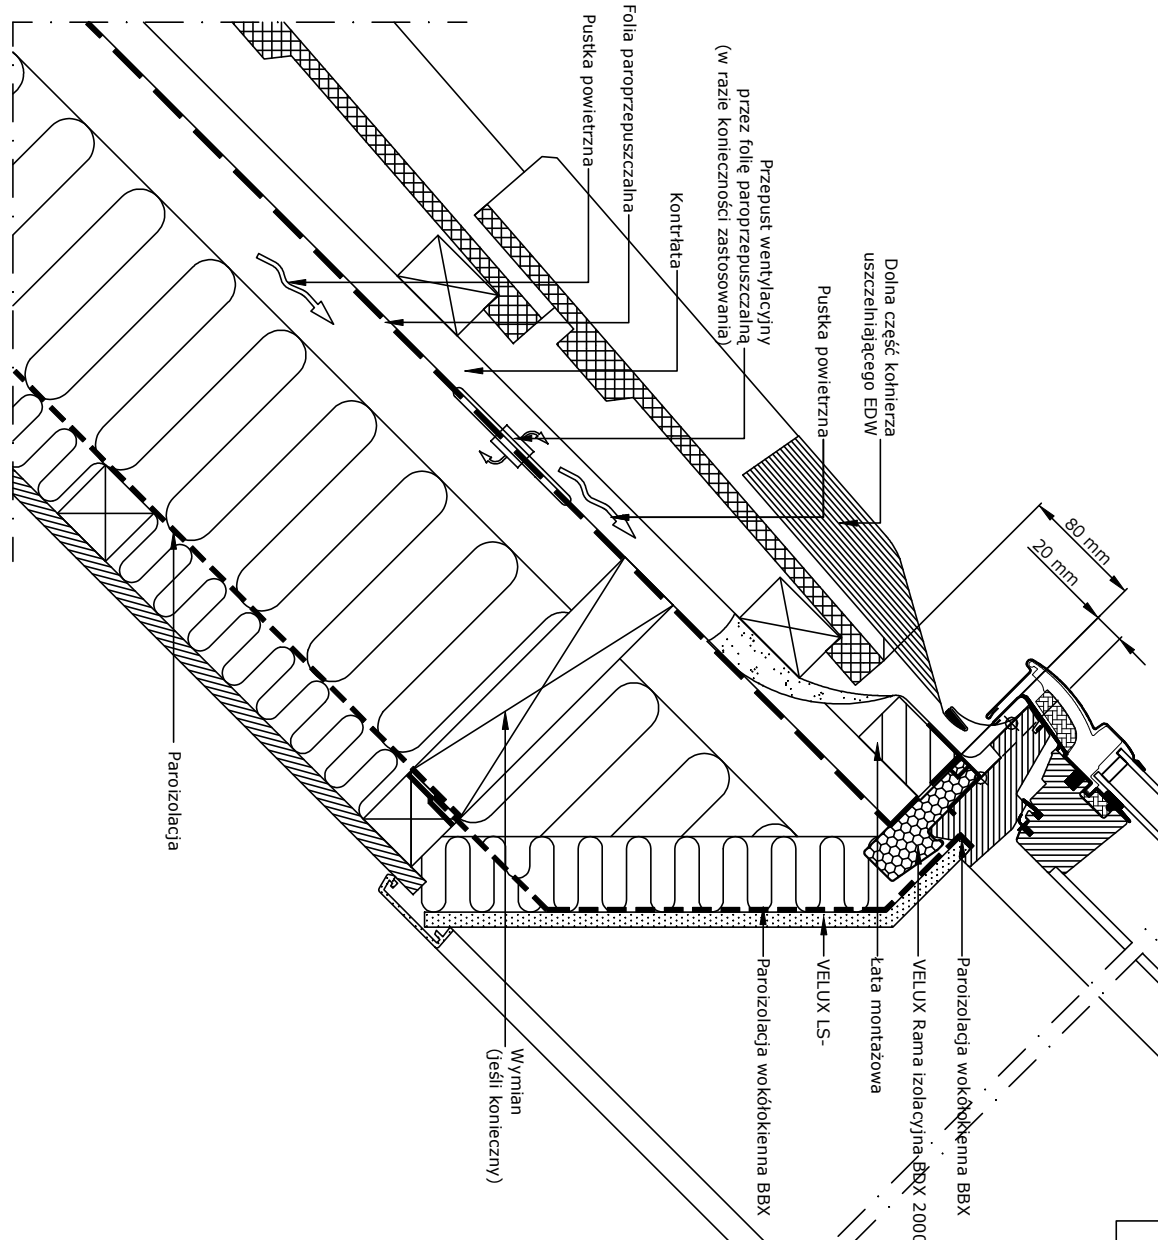 Pustka powietrzna
Folia paroprzepuszczalna
Kontrłata
Przepust wentylacyjny
przez folię paroprzepuszczalną
(w razie konieczności zastosowania)
Pustka powietrzna
Dolna część kołnierza
uszczelniającego EDW
80 mm
20 mm
Paroizolacja
Wymian
(jeśli konieczny)
Paroizolacja wokółokienna BBX
VELUX LS-
Łata montażowa
VELUX Rama izolacyjna BDX 2000
Paroizolacja wokółokienna BBX